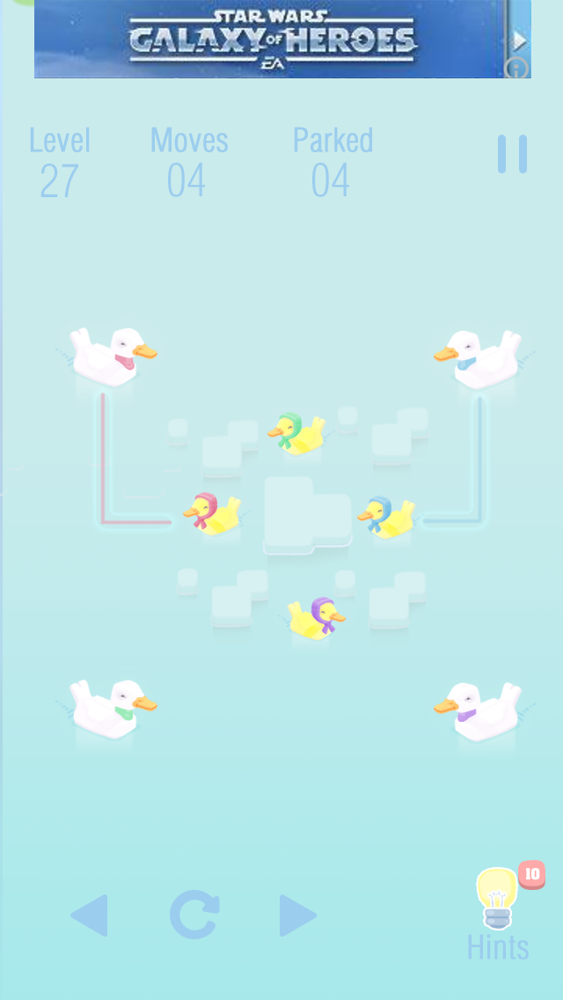 STAR WARS
GALAXY OF HEROES
EA
Level Moves Parked
27 04 04
10
Hints